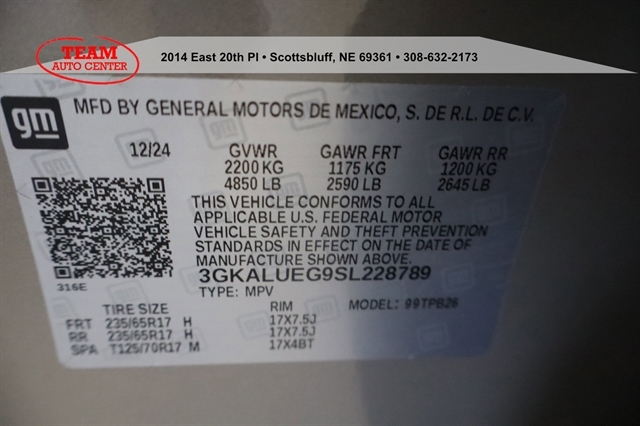 TEAM
AUTO CENTER
2014 East 20th Pl • Scottsbluff, NE 69361 • 308-632-2173
gm
MFD BY GENERAL MOTORS DE MEXICO, S. DE R.L. DE C.V.
12/24 GVWR GAWR FRT GAWR RR
2200 KG 1175 KG 1200 KG
4850 LB 2590 LB 2645 LB
THIS VEHICLE CONFORMS TO ALL
APPLICABLE U.S. FEDERAL MOTOR
VEHICLE SAFETY AND THEFT PREVENTION
STANDARDS IN EFFECT ON THE DATE OF
MANUFACTURE SHOWN ABOVE.
3GKALUEG9SL228789
316E
TYPE: MPV MODEL: 99TPB26
TIRE SIZE RIM
FRT 235/65R17 H 17X7.5J
RR 235/65R17 H 17X7.5J
SPA T125/70R17 M 17X4BT